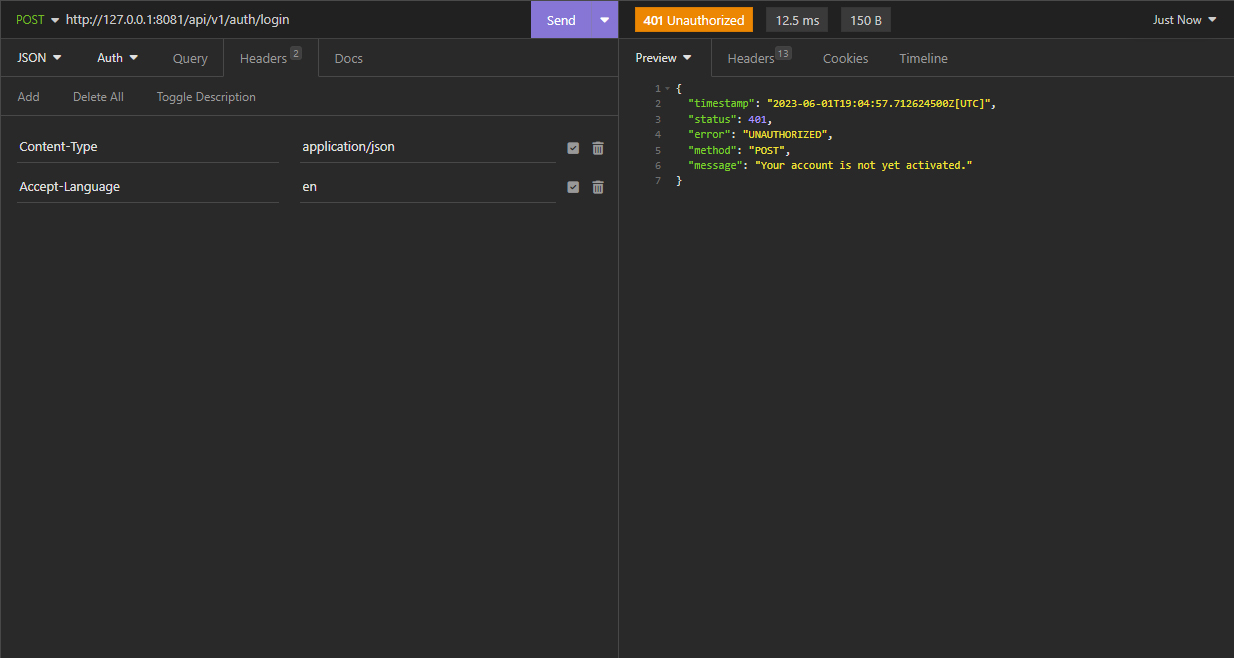 POST http://127.0.0.1:8081/api/v1/auth/login Send
JSON Auth Query Headers 2 Docs
Add Delete All Toggle Description
Content-Type application/json
Accept-Language en
401 Unauthorized 12.5 ms 150 B Just Now
Preview Headers 13 Cookies Timeline
1 {
2 "timestamp": "2023-06-01T19:04:57.712624500Z[UTC]",
3 "status": 401,
4 "error": "UNAUTHORIZED",
5 "method": "POST",
6 "message": "Your account is not yet activated."
7 }